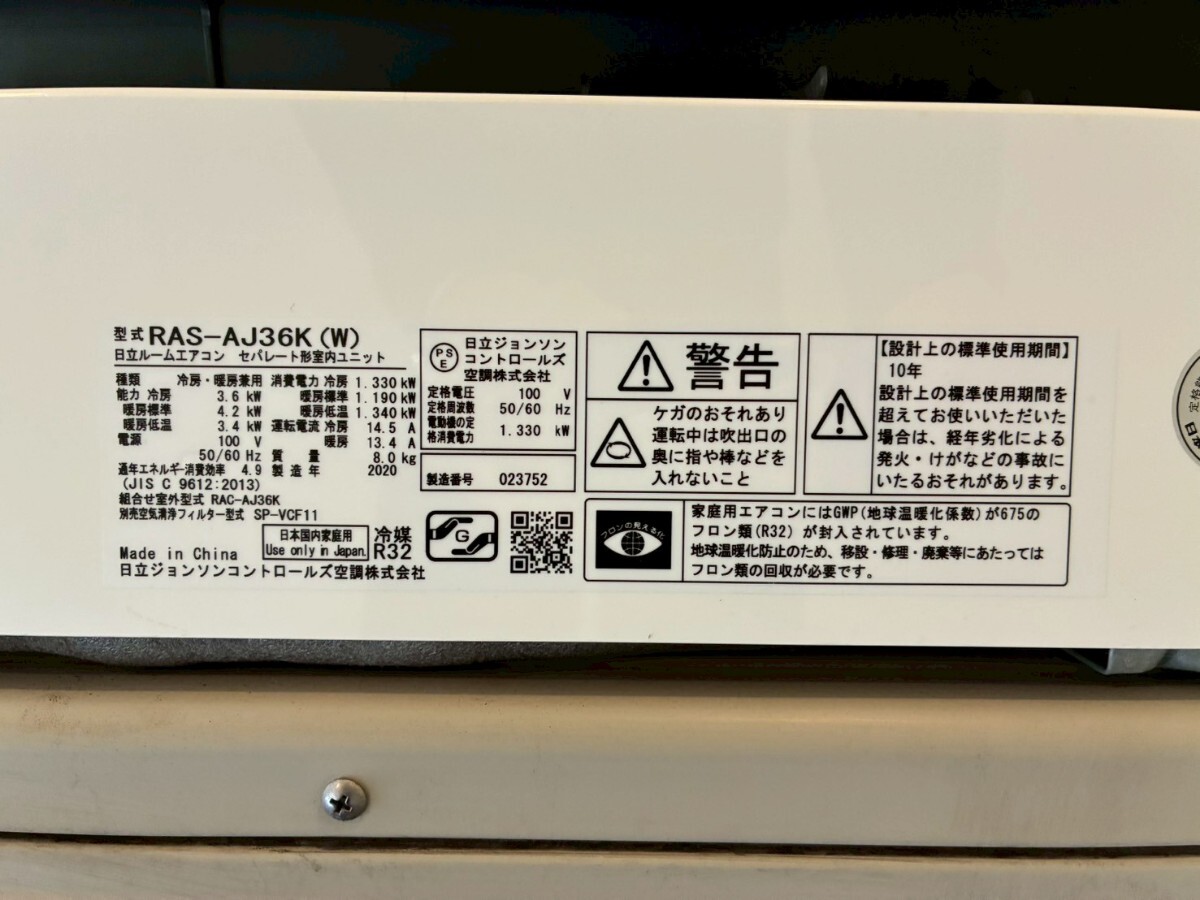 型式 RAS-AJ36K (W)
日立ルームエアコン セパレート形室内ユニット
種類 冷房・暖房兼用 消費電力 冷房 1.330 kW
能力 冷房 3.6 kW 暖房標準 1.190 kW
暖房標準 4.2 kW 暖房低温 1.340 kW
暖房低温 3.4 kW 運転電流 冷房 14.5 A
電源 100 V 暖房 13.4 A
50/60 Hz 質量 8.0 kg
通年エネルギー消費効率 4.9 製造年 2020
(JIS C 9612:2013)
組合せ室外型式 RAC-AJ36K
別売空気清浄フィルター型式 SP-VCF11
日本国内家庭用
Use only in Japan.
冷媒
R32
Made in China
日立ジョンソンコントロールズ空調株式会社
G
PS
E
日立ジョンソン
コントロールズ
空調株式会社
定格電圧 100 V
定格周波数 50/60 Hz
電動機の定
格消費電力 1.330 kW
製造番号 023752
警告
ケガのおそれあり
運転中は吹出口の
奥に指や棒などを
入れないこと
【設計上の標準使用期間】
10年
設計上の標準使用期間を
超えてお使いいただいた
場合は、経年劣化による
発火・けがなどの事故に
いたるおそれがあります。
フロンの見える化
家庭用エアコンにはGWP(地球温暖化係数)が675の
フロン類(R32) が封入されています。
地球温暖化防止のため、移設・修理・廃棄等にあたっては
フロン類の回収が必要です。